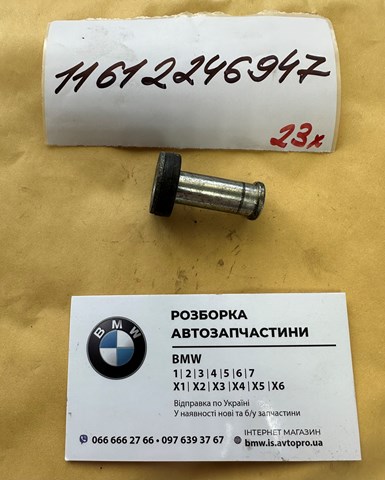 11612246947
23х
BMW
РОЗБОРКА
АВТОЗАПЧАСТИНИ
BMW
1 | 2 | 3 | 4 | 5 | 6 | 7
X1 | X2 | X3 | X4 | X5 | X6
Відправка по Україні
У наявності нові та б/у запчастини
066 666 27 66 • 097 639 37 67
ІНТЕРНЕТ МАГАЗИН
bmw.is.avtopro.ua